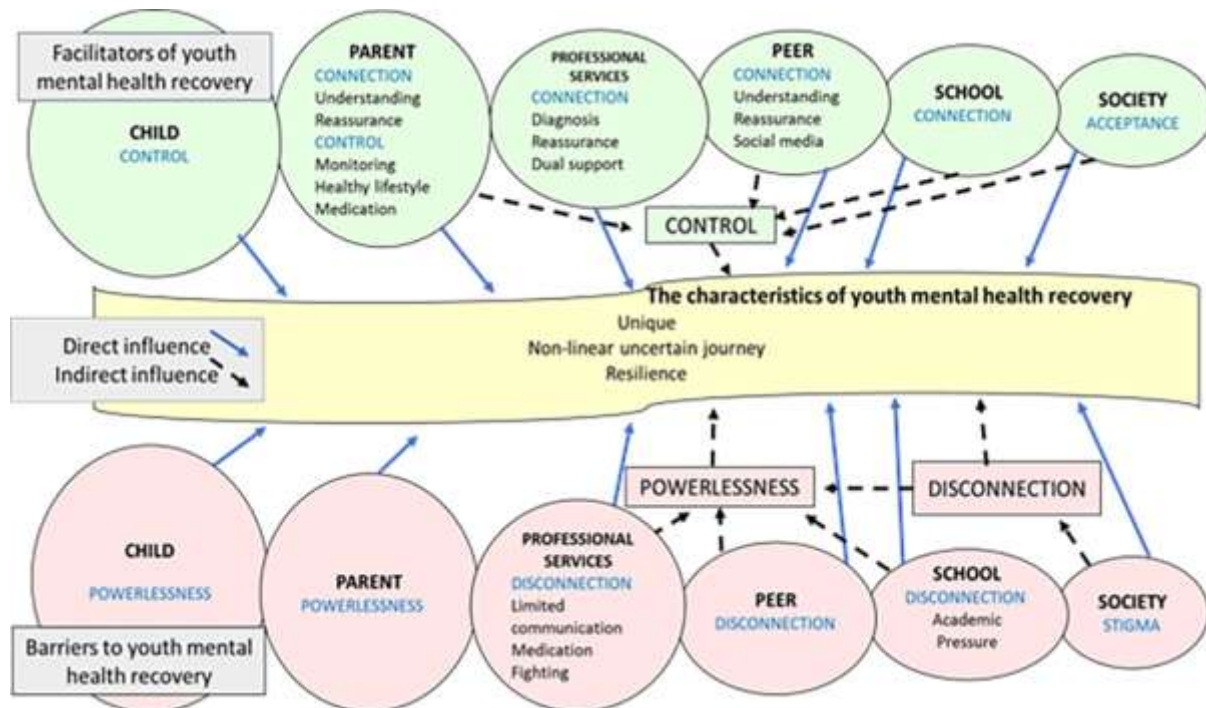 Facilitators of youth
mental health recovery
CHILD
CONTROL
PARENT
CONNECTION
Understanding
Reassurance
CONTROL
Monitoring
Healthy lifestyle
Medication
PROFESSIONAL
SERVICES
CONNECTION
Diagnosis
Reassurance
Dual support
PEER
CONNECTION
Understanding
Reassurance
Social media
SCHOOL
CONNECTION
SOCIETY
ACCEPTANCE
CONTROL
The characteristics of youth mental health recovery
Unique
Non-linear uncertain journey
Resilience
Direct influence
Indirect influence
POWERLESSNESS
DISCONNECTION
CHILD
POWERLESSNESS
PARENT
POWERLESSNESS
PROFESSIONAL
SERVICES
DISCONNECTION
Limited
communication
Medication
Fighting
PEER
DISCONNECTION
SCHOOL
DISCONNECTION
Academic
Pressure
SOCIETY
STIGMA
Barriers to youth mental
health recovery